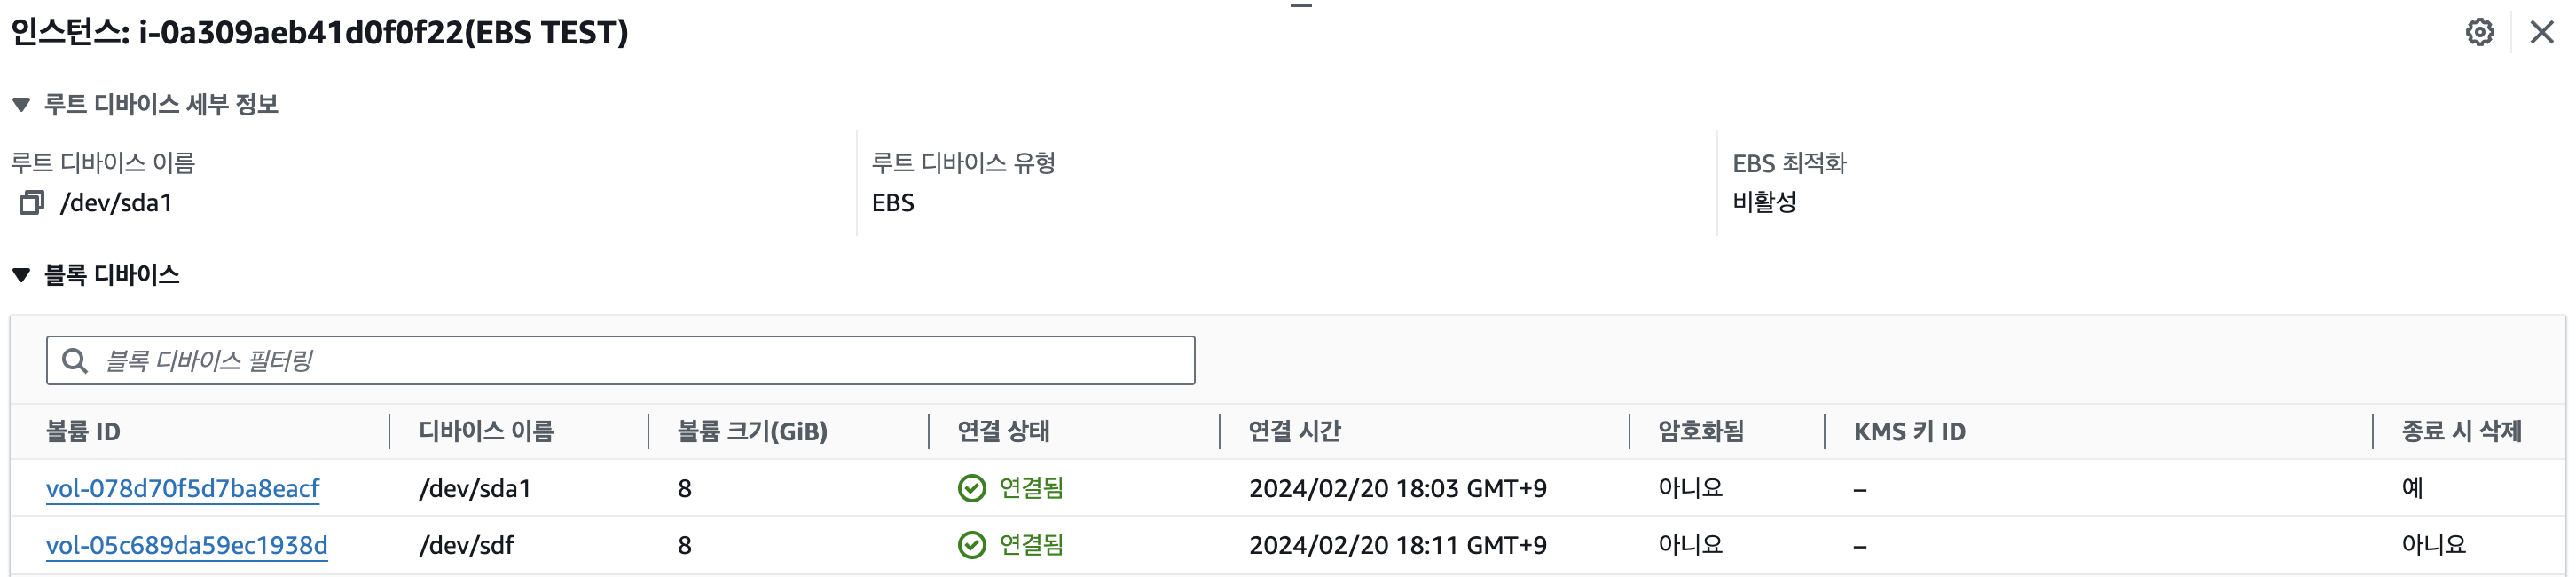 인스턴스: i-0a309aeb41d0f0f22(EBS TEST)
▼ 루트 디바이스 세부 정보
루트 디바이스 이름 루트 디바이스 유형 EBS 최적화
/dev/sda1 EBS 비활성
▼ 블록 디바이스
블록 디바이스 필터링
볼륨 ID 디바이스 이름 볼륨 크기(GiB) 연결 상태 연결 시간 암호화됨 KMS 키 ID 종료 시 삭제
vol-078d70f5d7ba8eacf /dev/sda1 8 연결됨 2024/02/20 18:03 GMT+9 아니요 – 예
vol-05c689da59ec1938d /dev/sdf 8 연결됨 2024/02/20 18:11 GMT+9 아니요 – 아니요